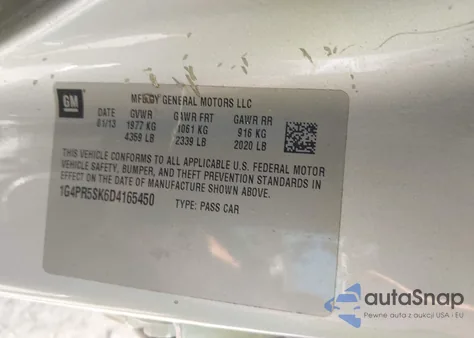 GM
MFD BY GENERAL MOTORS LLC
DATE GVWR GAWR FRT GAWR RR
01/13 1977 KG 1061 KG 916 KG
4359 LB 2339 LB 2020 LB
THIS VEHICLE CONFORMS TO ALL APPLICABLE U.S. FEDERAL MOTOR
VEHICLE SAFETY, BUMPER, AND THEFT PREVENTION STANDARDS IN
EFFECT ON THE DATE OF MANUFACTURE SHOWN ABOVE.
1G4PR5SK6D4165450 TYPE: PASS CAR
autoSnap
Pewne auta z aukcji USA - EU